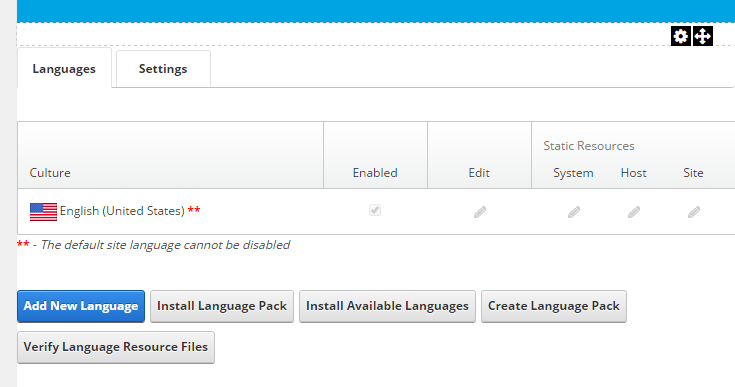 Languages Settings
Static Resources
Culture Enabled Edit System Host Site
English (United States) **
** - The default site language cannot be disabled
Add New Language Install Language Pack Install Available Languages Create Language Pack
Verify Language Resource Files